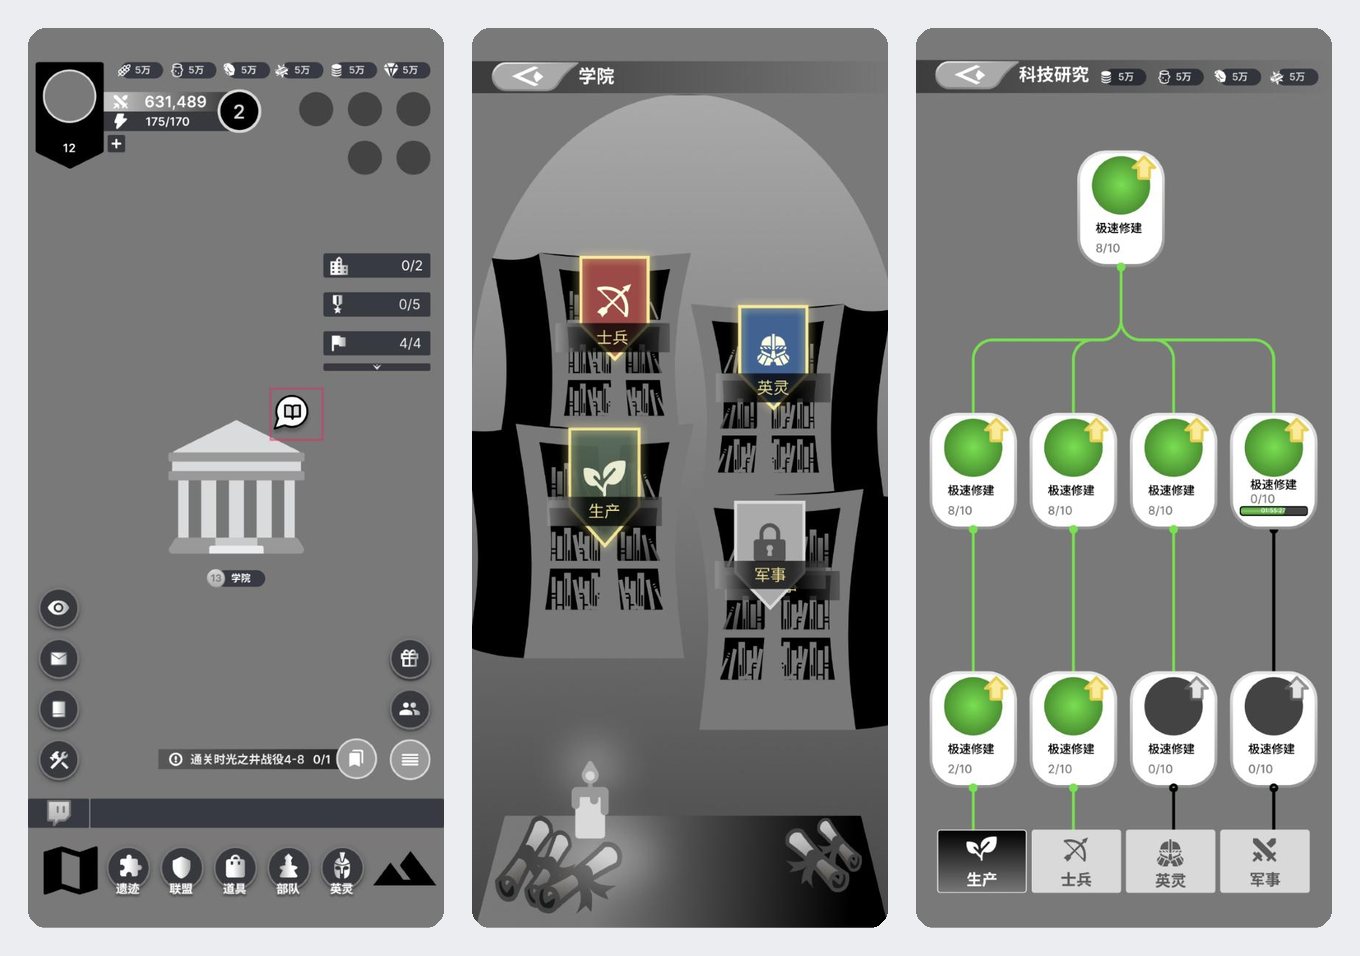 5万 5万 5万 5万 5万 5万
631,489
2
175/170
12
0/2
0/5
4/4
13 学院
通关时光之井战役4-8 0/1
遗迹 联盟 道具 部队 英灵
学院
士兵
英灵
生产
军事
科技研究 5万 5万 5万 5万
极速修建
8/10
极速修建 极速修建 极速修建 极速修建
8/10 8/10 8/10 0/10
01:55:27
极速修建 极速修建 极速修建 极速修建
2/10 2/10 0/10 0/10
生产 士兵 英灵 军事